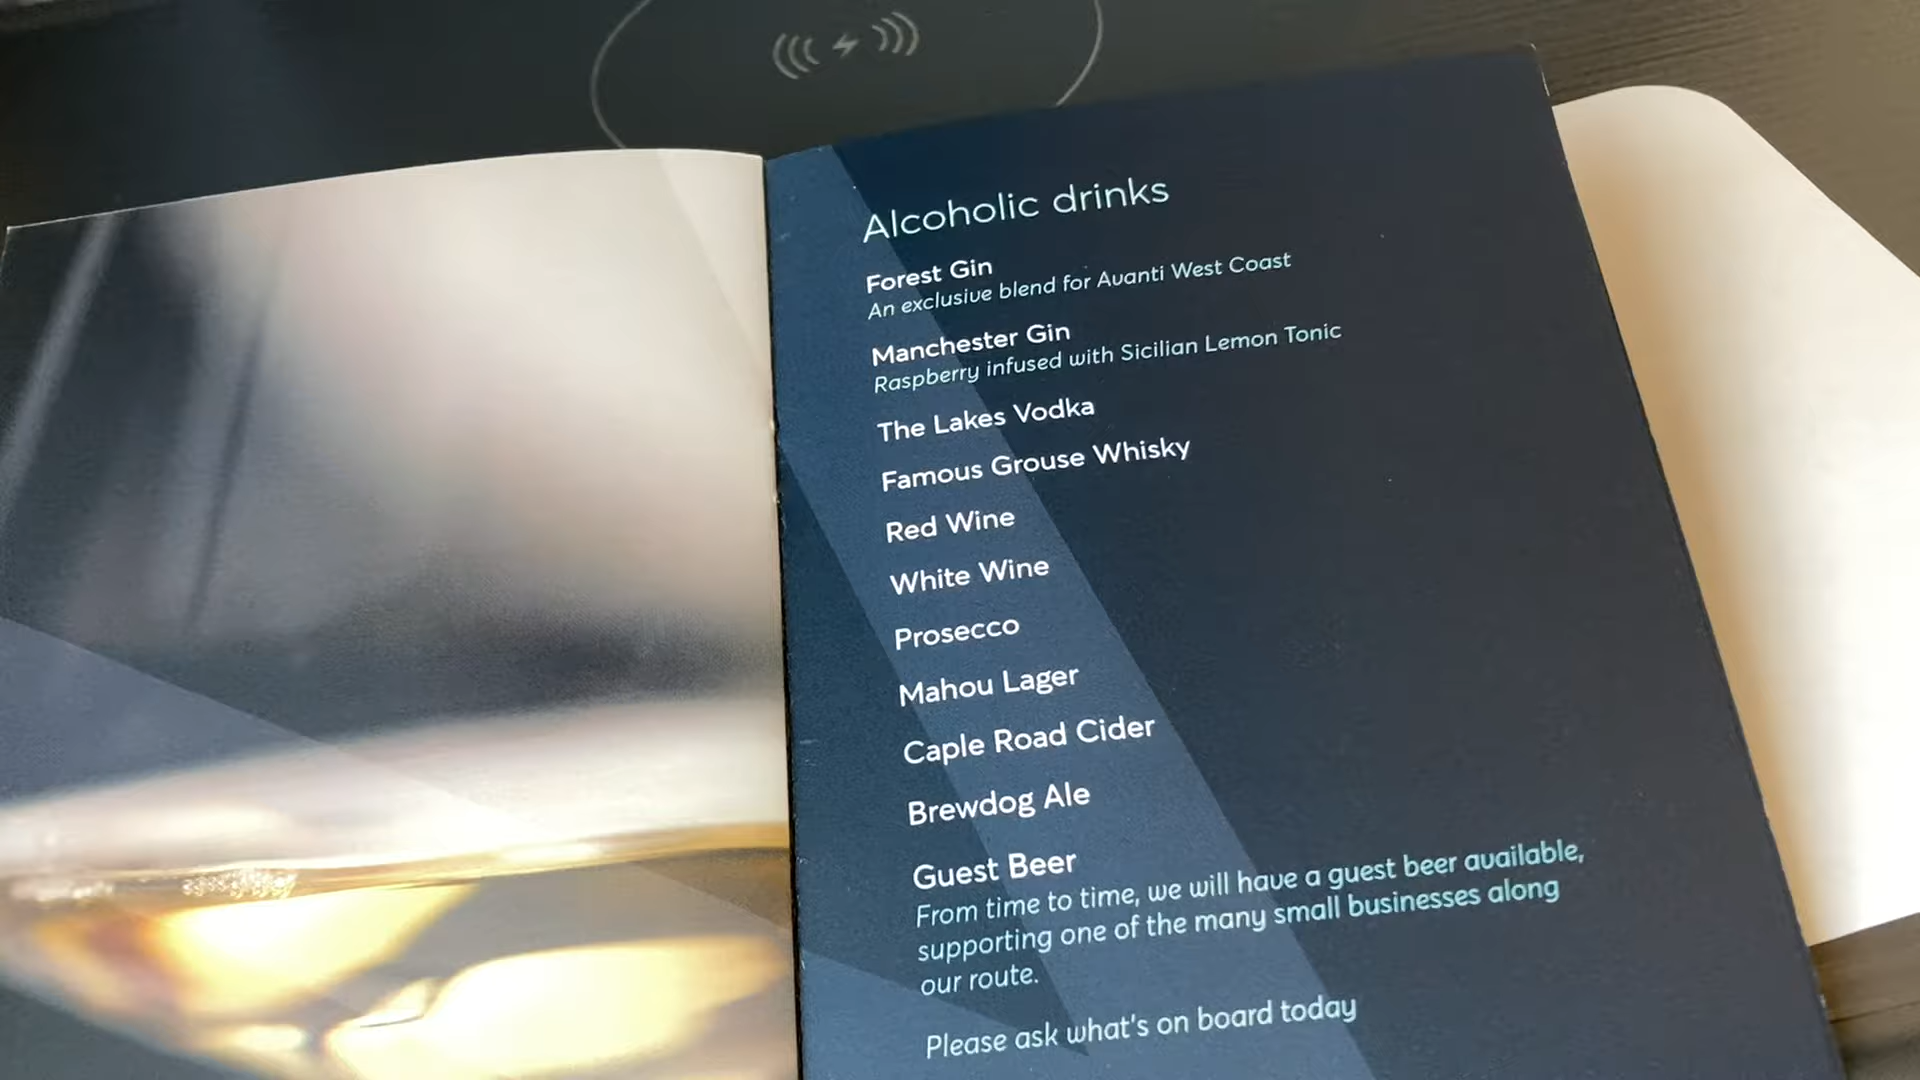 Alcoholic drinks
Forest Gin
An exclusive blend for Avanti West Coast
Manchester Gin
Raspberry infused with Sicilian Lemon Tonic
The Lakes Vodka
Famous Grouse Whisky
Red Wine
White Wine
Prosecco
Mahou Lager
Caple Road Cider
Brewdog Ale
Guest Beer
From time to time, we will have a guest beer available,
supporting one of the many small businesses along
our route.
Please ask what's on board today